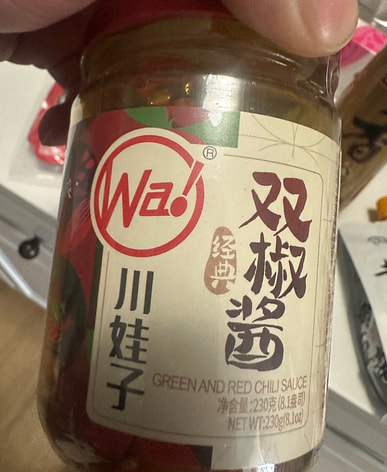 Wa!
®
双椒酱
经典
川娃子
GREEN AND RED CHILI SAUCE
净含量:230克(8.1盎司)
NET WT:230g(8.1oz)